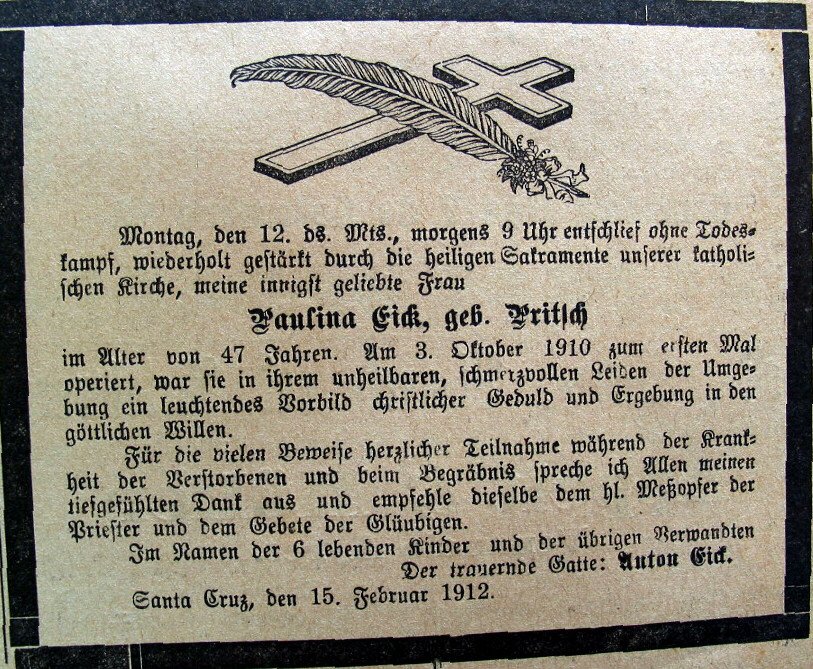 Montag, den 12. ds. Mts., morgens 9 Uhr entschlief ohne Todes-
kampf, wiederholt gestärkt durch die heiligen Sakramente unserer katholi-
schen Kirche, meine innigst geliebte Frau
Paulina Eick, geb. Pritsch
im Alter von 47 Jahren. Am 3. Oktober 1910 zum ersten Mal
operiert, war sie in ihrem unheilbaren, schmerzvollen Leiden der Umge-
bung ein leuchtendes Vorbild christlicher Geduld und Ergebung in den
göttlichen Willen.
Für die vielen Beweise herzlicher Teilnahme während der Krank-
heit der Verstorbenen und beim Begräbnis spreche ich Allen meinen
tiefgefühlten Dank aus und empfehle dieselbe dem hl. Meßopfer der
Priester und dem Gebete der Gläubigen.
Im Namen der 6 lebenden Kinder und der übrigen Verwandten
Der trauernde Gatte: Anton Eick.
Santa Cruz, den 15. Februar 1912.